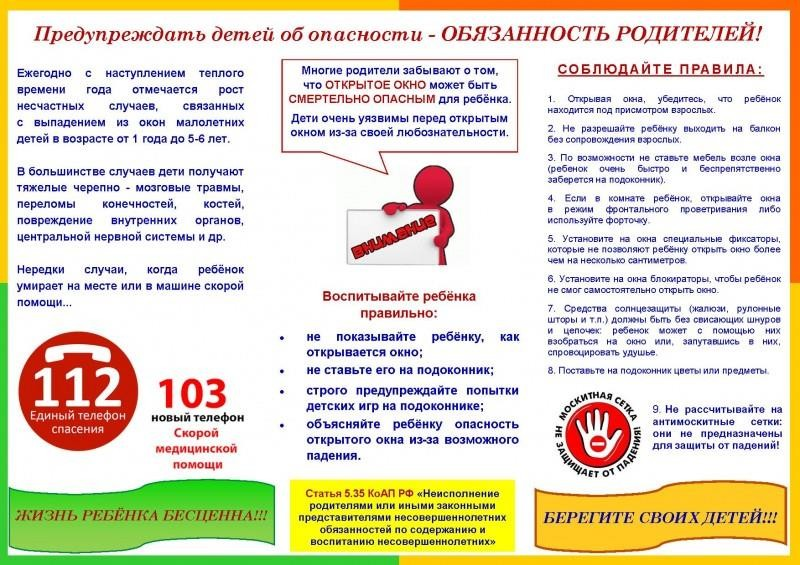 Предупреждать детей об опасности - ОБЯЗАННОСТЬ РОДИТЕЛЕЙ!
Ежегодно с наступлением теплого
времени года отмечается рост
несчастных случаев, связанных
с выпадением из окон малолетних
детей в возрасте от 1 года до 5-6 лет.
В большинстве случаев дети получают
тяжелые черепно - мозговые травмы,
переломы конечностей, костей,
повреждение внутренних органов,
центральной нервной системы и др.
Нередки случаи, когда ребёнок
умирает на месте или в машине скорой
помощи...
112
Единый телефон
спасения
103
новый телефон
Скорой
медицинской
помощи
ЖИЗНЬ РЕБЁНКА БЕСЦЕННА!!!
Многие родители забывают о том,
что ОТКРЫТОЕ ОКНО может быть
СМЕРТЕЛЬНО ОПАСНЫМ для ребёнка.
Дети очень уязвимы перед открытым
окном из-за своей любознательности.
внимание
Воспитывайте ребёнка
правильно:
• не показывайте ребёнку, как
открывается окно;
• не ставьте его на подоконник;
• строго предупреждайте попытки
детских игр на подоконнике;
• объясняйте ребёнку опасность
открытого окна из-за возможного
падения.
Статья 5.35 КоАП РФ «Неисполнение
родителями или иными законными
представителями несовершеннолетних
обязанностей по содержанию и
воспитанию несовершеннолетних»
СОБЛЮДАЙТЕ ПРАВИЛА:
1. Открывая окна, убедитесь, что ребёнок
находится под присмотром взрослых.
2. Не разрешайте ребёнку выходить на балкон
без сопровождения взрослых.
3. По возможности не ставьте мебель возле окна
(ребенок очень быстро и беспрепятственно
заберется на подоконник).
4. Если в комнате ребёнок, открывайте окна
в режим фронтального проветривания либо
используйте форточку.
5. Установите на окна специальные фиксаторы,
которые не позволяют ребёнку открыть окно более
чем на несколько сантиметров.
6. Установите на окна блокираторы, чтобы ребёнок
не смог самостоятельно открыть окно.
7. Средства солнцезащиты (жалюзи, рулонные
шторы и т.п.) должны быть без свисающих шнуров
и цепочек: ребенок может с помощью них
взобраться на окно или, запутавшись в них,
спровоцировать удушье.
8. Поставьте на подоконник цветы или предметы.
МОСКИТНАЯ СЕТКА
НЕ ЗАЩИЩАЕТ ОТ ПАДЕНИЯ!
9. Не рассчитывайте на
антимоскитные сетки:
они не предназначены
для защиты от падений!
БЕРЕГИТЕ СВОИХ ДЕТЕЙ!!!